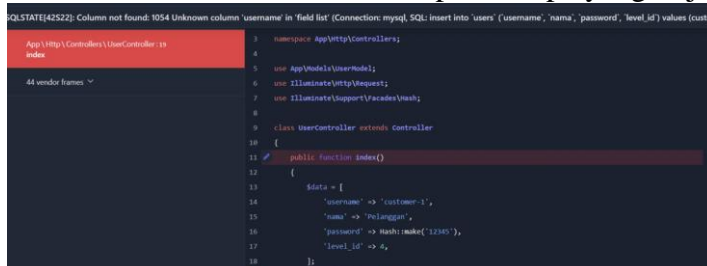 SQLSTATE[42S22]: Column not found: 1054 Unknown column 'username' in 'field list' (Connection: mysql, SQL: insert into `users` (`username`, `nama`, `password`, `level_id`) values (cust
App\Http\Controllers\UserController:19
index
44 vendor frames
3 namespace App\Http\Controllers;
4
5 use App\Models\UserModel;
6 use Illuminate\Http\Request;
7 use Illuminate\Support\Facades\Hash;
8
9 class UserController extends Controller
10 {
11 public function index()
12 {
13 $data = [
14 'username' => 'customer-1',
15 'nama' => 'Pelanggan',
16 'password' => Hash::make('12345'),
17 'level_id' => 4,
18 ];